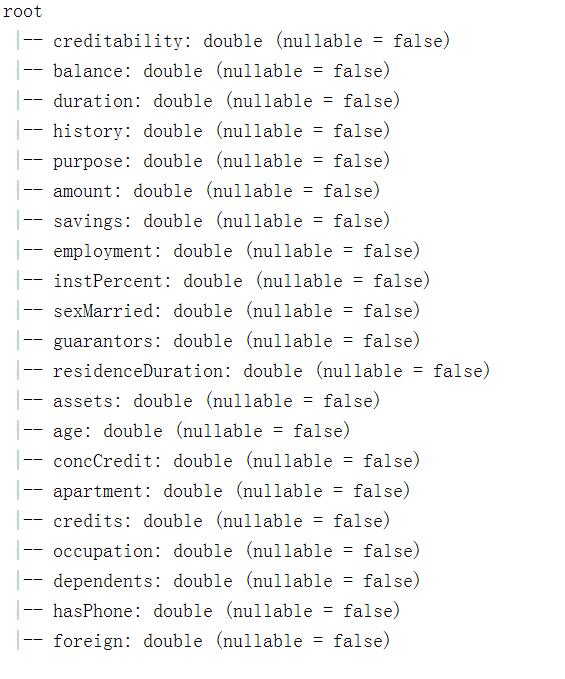 root
 |-- creditability: double (nullable = false)
 |-- balance: double (nullable = false)
 |-- duration: double (nullable = false)
 |-- history: double (nullable = false)
 |-- purpose: double (nullable = false)
 |-- amount: double (nullable = false)
 |-- savings: double (nullable = false)
 |-- employment: double (nullable = false)
 |-- instPercent: double (nullable = false)
 |-- sexMarried: double (nullable = false)
 |-- guarantors: double (nullable = false)
 |-- residenceDuration: double (nullable = false)
 |-- assets: double (nullable = false)
 |-- age: double (nullable = false)
 |-- concCredit: double (nullable = false)
 |-- apartment: double (nullable = false)
 |-- credits: double (nullable = false)
 |-- occupation: double (nullable = false)
 |-- dependents: double (nullable = false)
 |-- hasPhone: double (nullable = false)
 |-- foreign: double (nullable = false)